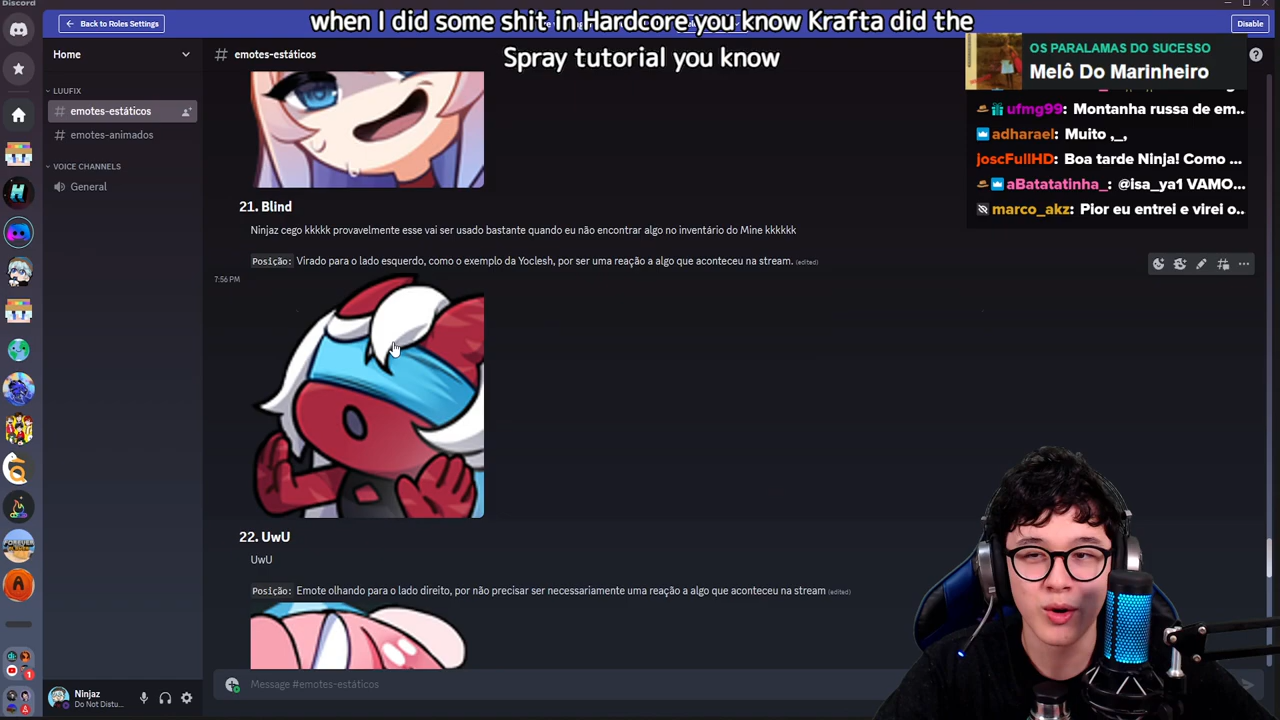 Discord
when I did some shit in Hardcore you know Krafta did the
Spray tutorial you know
Back to Roles Settings
Disable
Home
emotes-estáticos
OS PARALAMAS DO SUCESSO
Melô Do Marinheiro
LUUFIX
emotes-estáticos
emotes-animados
VOICE CHANNELS
General
ufmg99: Montanha russa de em...
adharael: Muito ,_,
joscFullHD: Boa tarde Ninja! Como ...
aBatatatinha_: @isa_ya1 VAMO...
marco_akz: Pior eu entrei e virei o...
21. Blind
Ninjaz cego kkkkk provavelmente esse vai ser usado bastante quando eu não encontrar algo no inventário do Mine kkkkkk
Posição: Virado para o lado esquerdo, como o exemplo da Yoclesh, por ser uma reação a algo que aconteceu na stream. (edited)
7:56 PM
22. UwU
UwU
Posição: Emote olhando para o lado direito, por não precisar ser necessariamente uma reação a algo que aconteceu na stream (edited)
Message #emotes-estáticos
Ninjaz
Do Not Distu...
1